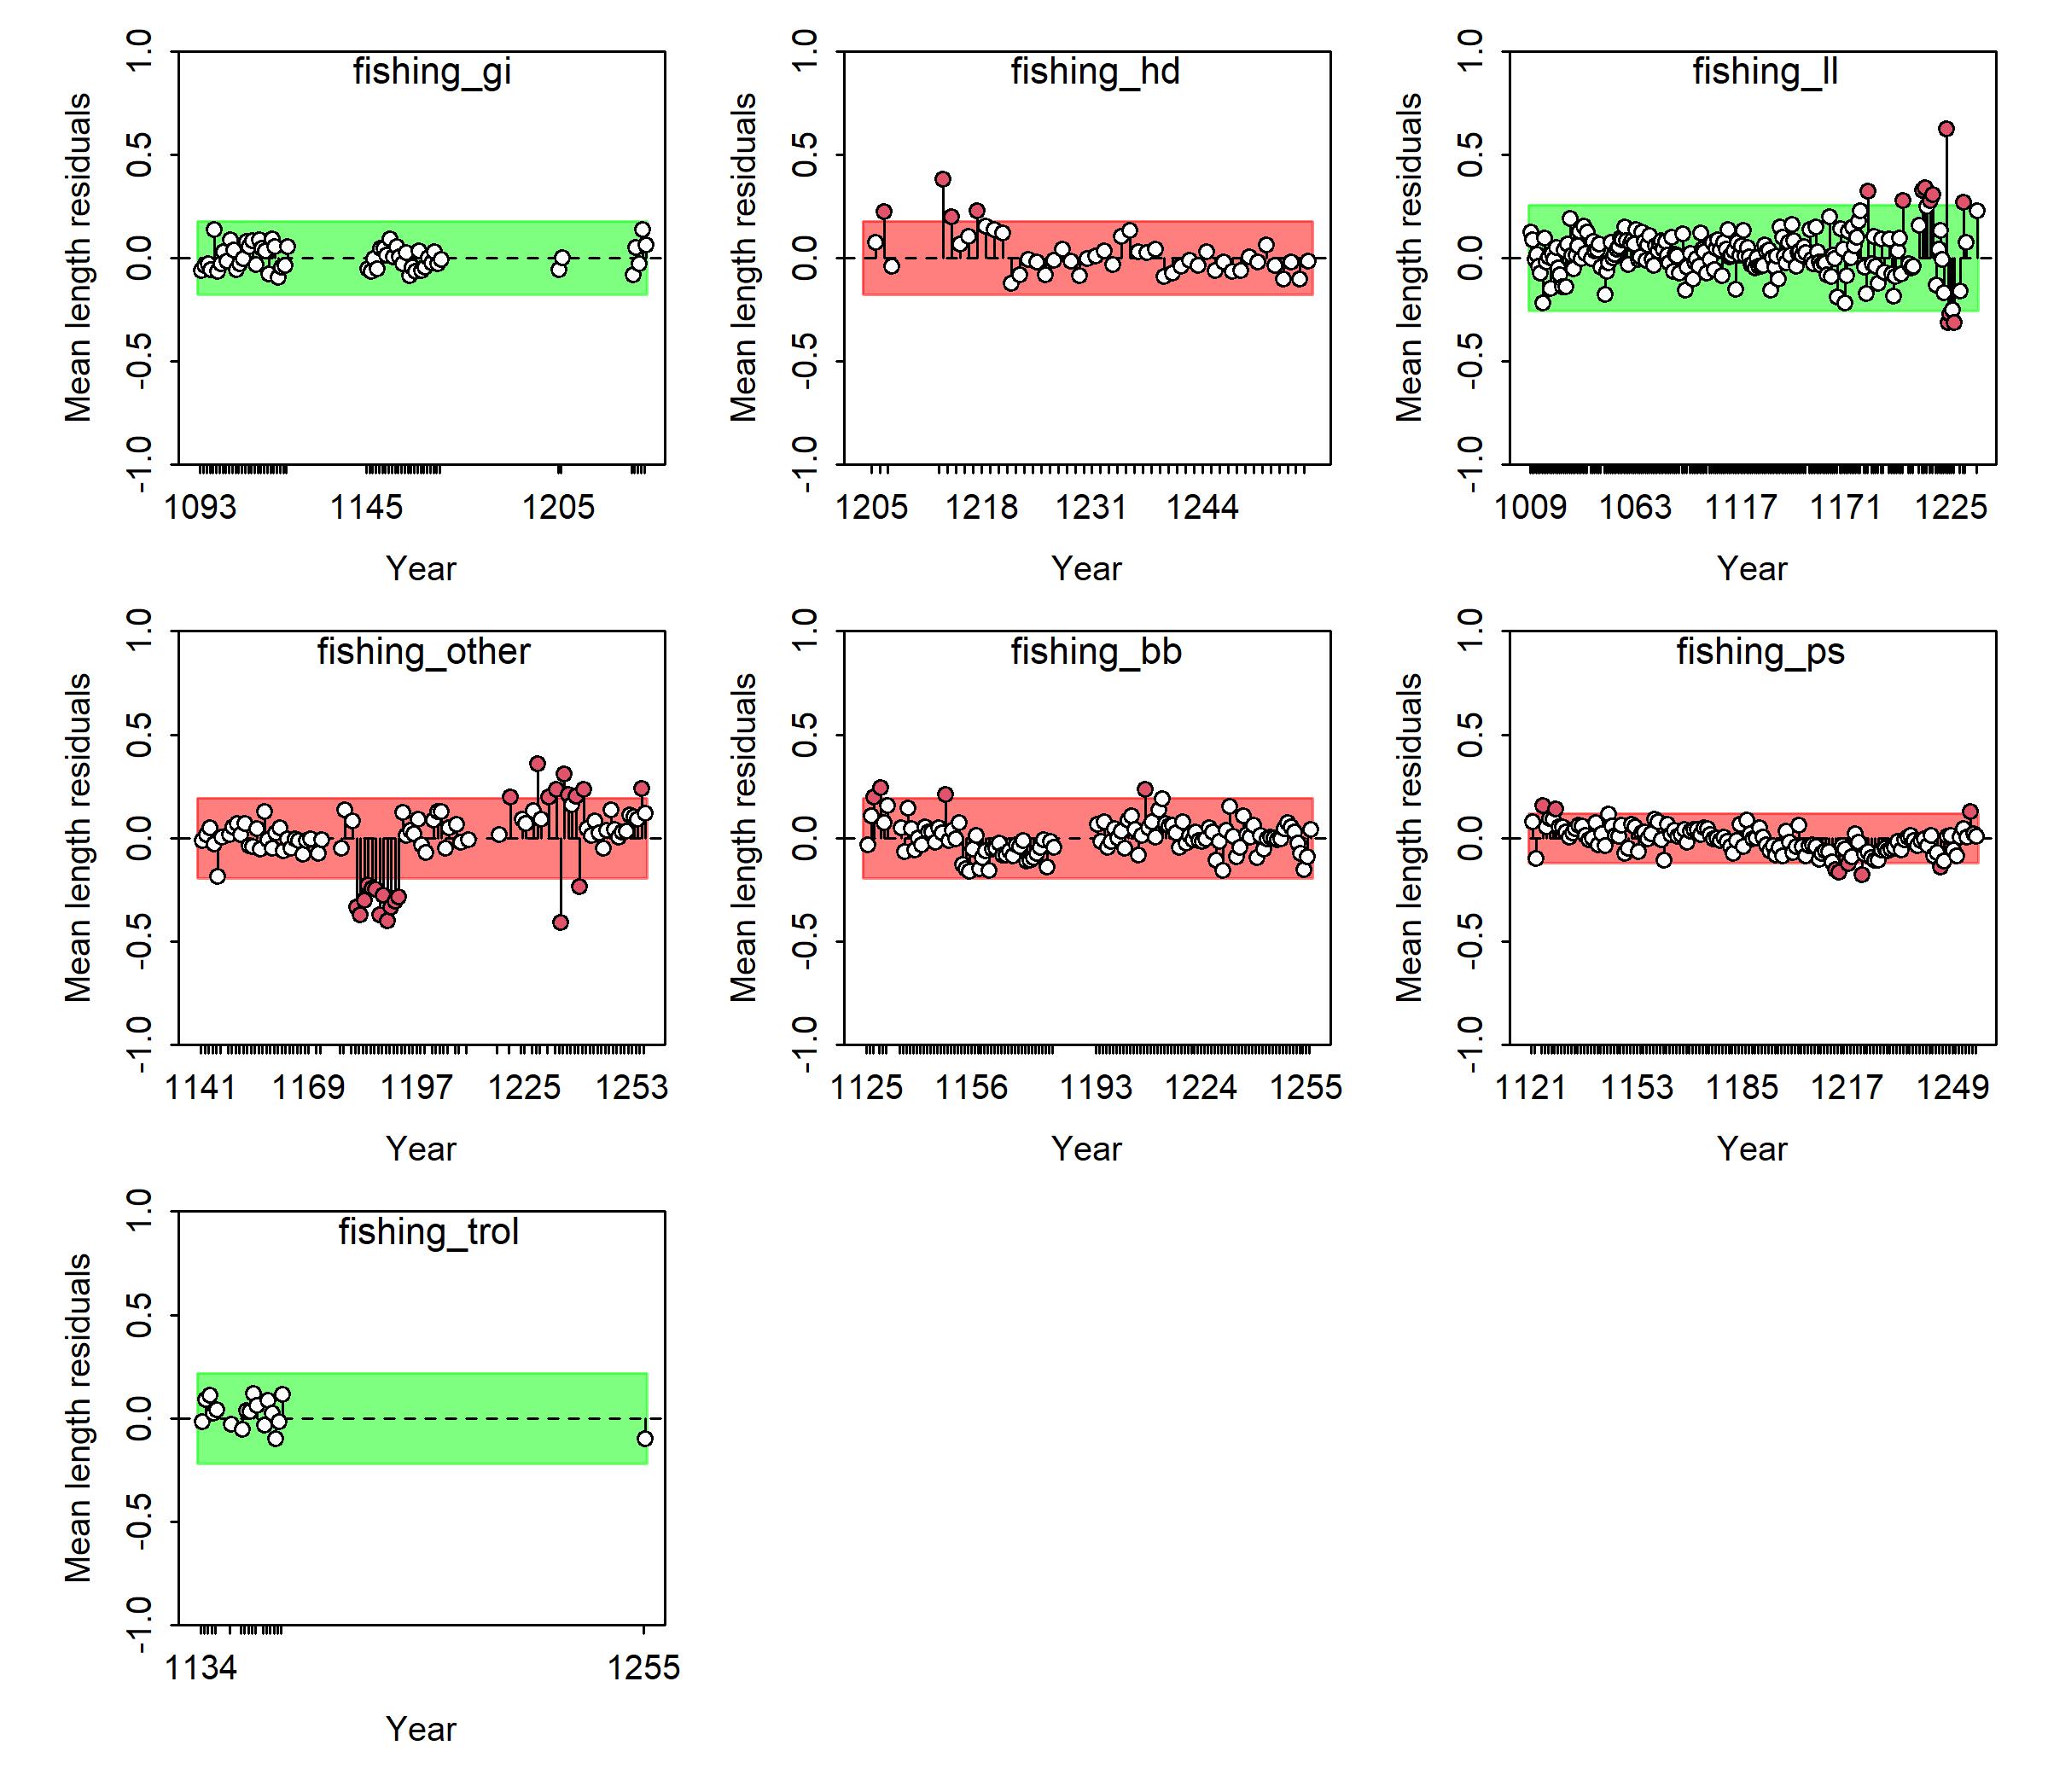 fishing_gi
Mean length residuals
-1.0 -0.5 0.0 0.5 1.0
1093 1145 1205
Year
fishing_hd
Mean length residuals
-1.0 -0.5 0.0 0.5 1.0
1205 1218 1231 1244
Year
fishing_ll
Mean length residuals
-1.0 -0.5 0.0 0.5 1.0
1009 1063 1117 1171 1225
Year
fishing_other
Mean length residuals
-1.0 -0.5 0.0 0.5 1.0
1141 1169 1197 1225 1253
Year
fishing_bb
Mean length residuals
-1.0 -0.5 0.0 0.5 1.0
1125 1156 1193 1224 1255
Year
fishing_ps
Mean length residuals
-1.0 -0.5 0.0 0.5 1.0
1121 1153 1185 1217 1249
Year
fishing_trol
Mean length residuals
-1.0 -0.5 0.0 0.5 1.0
1134 1255
Year